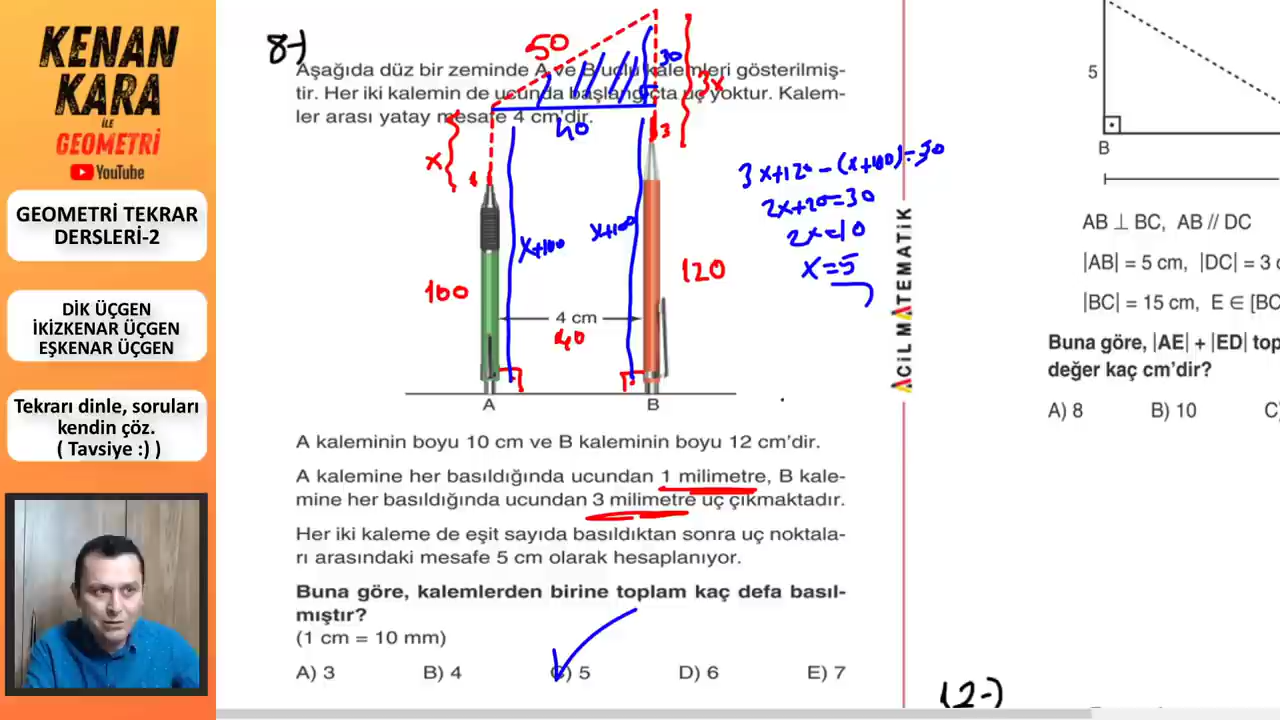 KENAN
KARA
İLE
GEOMETRİ
YouTube
GEOMETRİ TEKRAR
DERSLERİ-2
DİK ÜÇGEN
İKİZKENAR ÜÇGEN
EŞKENAR ÜÇGEN
Tekrarı dinle, soruları
kendin çöz.
( Tavsiye :) )
8-)
Aşağıda düz bir zeminde A ve B uçlu kalemleri gösterilmiş-
tir. Her iki kalemin de ucunda başlangıçta uç yoktur. Kalem-
ler arası yatay mesafe 4 cm'dir.
50
30
3x
40
3
x
1
x+100
x+100
100
120
4 cm
40
A
B
3x+120-(x+100)=30
2x+20=30
2x=10
x=5
A kaleminin boyu 10 cm ve B kaleminin boyu 12 cm'dir.
A kalemine her basıldığında ucundan 1 milimetre, B kale-
mine her basıldığında ucundan 3 milimetre uç çıkmaktadır.
Her iki kaleme de eşit sayıda basıldıktan sonra uç noktala-
rı arasındaki mesafe 5 cm olarak hesaplanıyor.
Buna göre, kalemlerden birine toplam kaç defa basıl-
mıştır?
(1 cm = 10 mm)
A) 3 B) 4 C) 5 D) 6 E) 7
ACİL MATEMATİK
5
B
AB ⊥ BC, AB // DC
|AB| = 5 cm, |DC| = 3 c
|BC| = 15 cm, E ∈ [BC
Buna göre, |AE| + |ED| top
değer kaç cm'dir?
A) 8 B) 10 C)
12-)